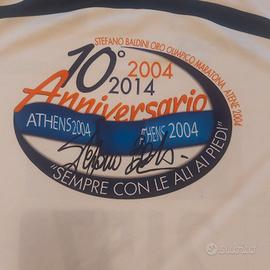 STEFANO BALDINI ORO OLIMPICO MARATONA, ATENE 2004
10° 2004
2014
Anniversario
ATHENS 2004
ATHENS 2004
"SEMPRE CON LE ALI AI PIEDI"
subito